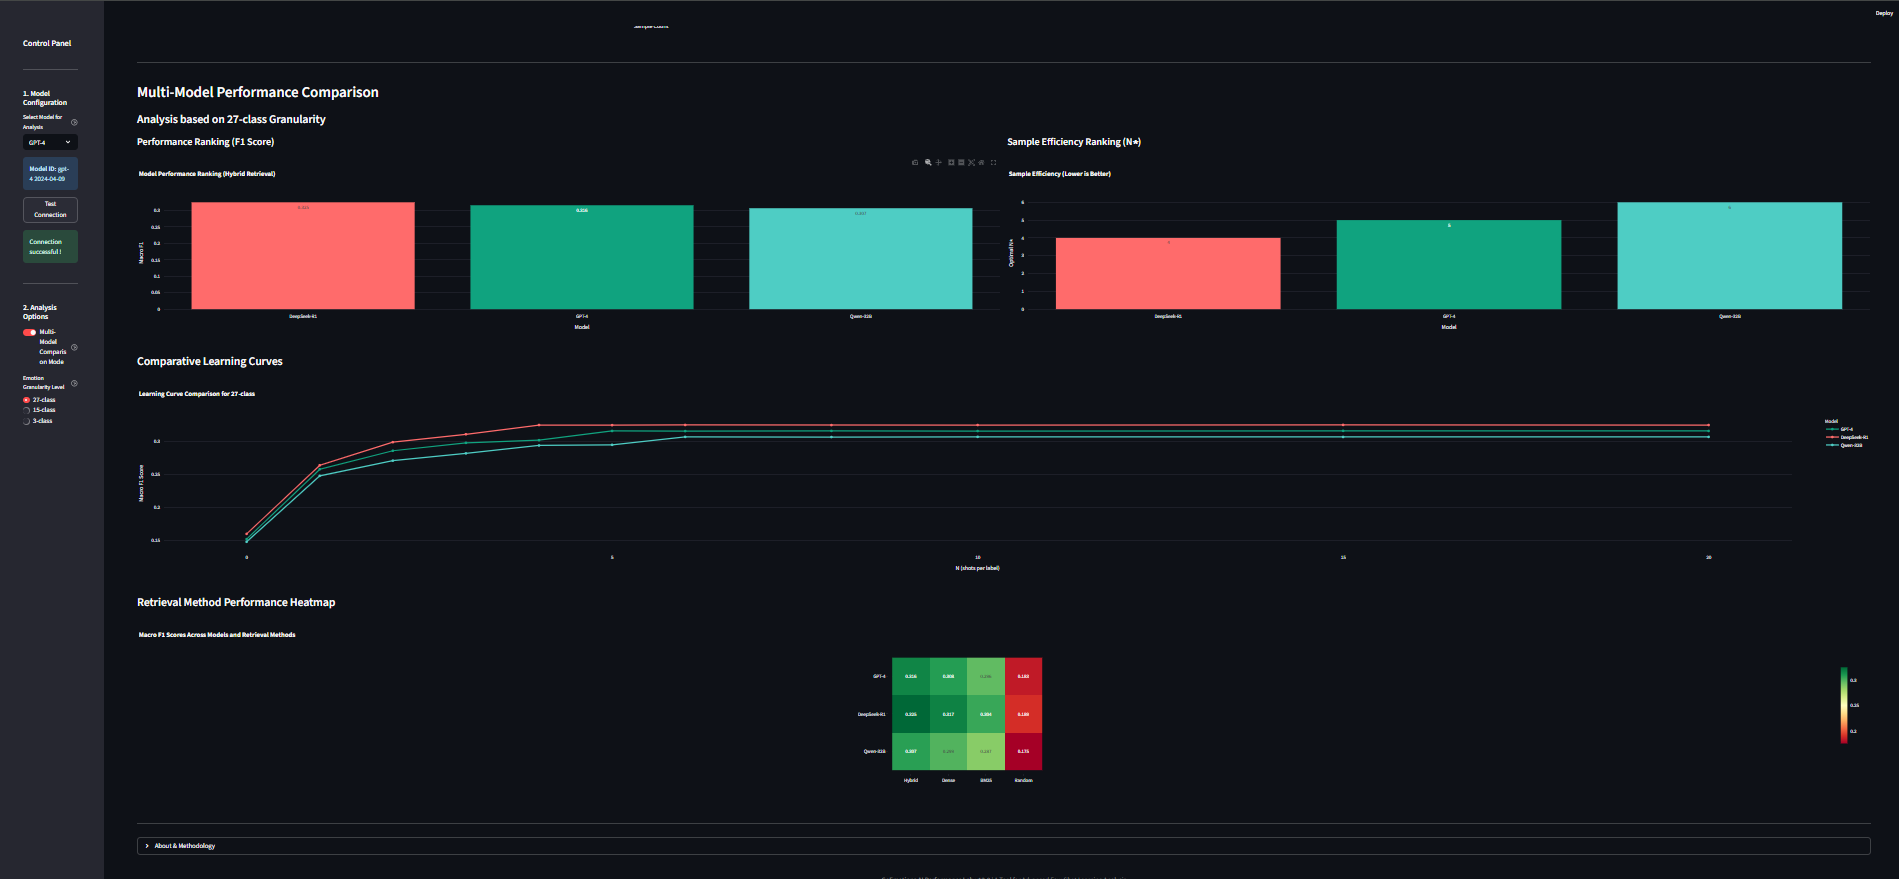 Deploy
Control Panel
1. Model
Configuration
Select Model for
Analysis
GPT-4
Model ID: gpt-
4 2024-04-09
Test
Connection
Connection
successful !
2. Analysis
Options
Multi-
Model
Comparis
on Mode
Emotion
Granularity Level
27-class
15-class
3-class
Multi-Model Performance Comparison
Analysis based on 27-class Granularity
Performance Ranking (F1 Score)
Model Performance Ranking (Hybrid Retrieval)
Macro F1
0.3
0.25
0.2
0.15
0.1
0.05
0
0.325
0.316
0.307
DeepSeek-R1
GPT-4
Qwen-32B
Model
Sample Efficiency Ranking (N*)
Sample Efficiency (Lower is Better)
Optimal N*
6
5
4
3
2
1
0
4
5
6
DeepSeek-R1
GPT-4
Qwen-32B
Model
Comparative Learning Curves
Learning Curve Comparison for 27-class
Macro F1 Score
0.3
0.25
0.2
0.15
0
5
10
15
20
N (shots per label)
Model
GPT-4
DeepSeek-R1
Qwen-32B
Retrieval Method Performance Heatmap
Macro F1 Scores Across Models and Retrieval Methods
GPT-4
0.316
0.308
DeepSeek-R1
0.325
0.317
0.304
Qwen-32B
0.307
0.175
Hybrid
Dense
BM25
Random
0.3
0.25
0.2
About & Methodology